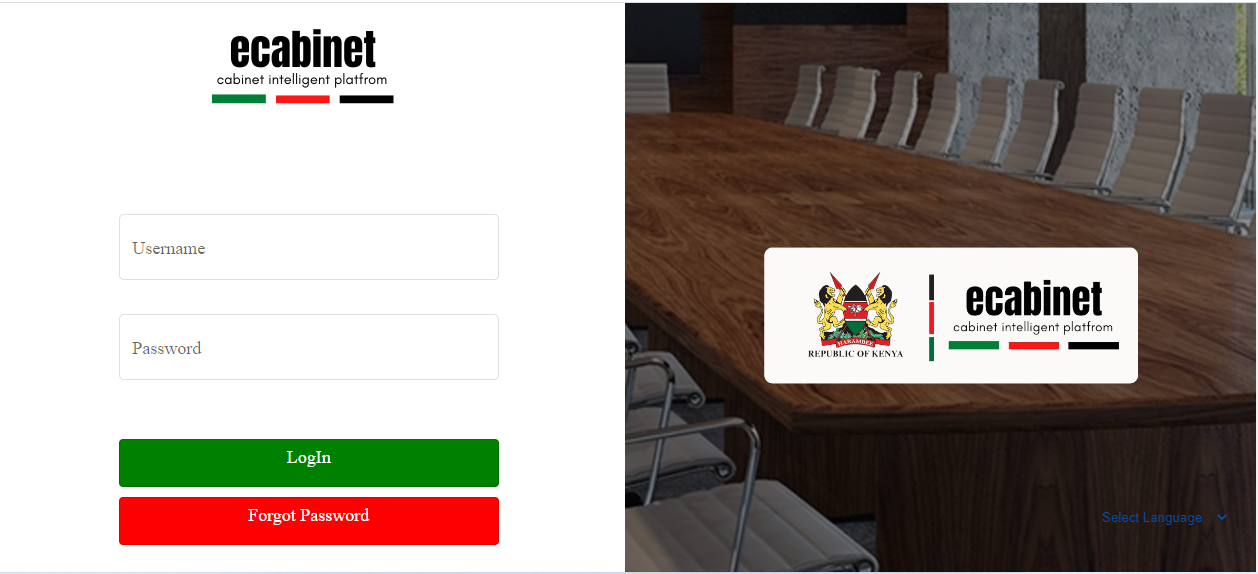 ecabinet
cabinet intelligent platfrom
Username
Password
LogIn
Forgot Password
HARAMBEE
REPUBLIC OF KENYA
ecabinet
cabinet intelligent platfrom
Select Language